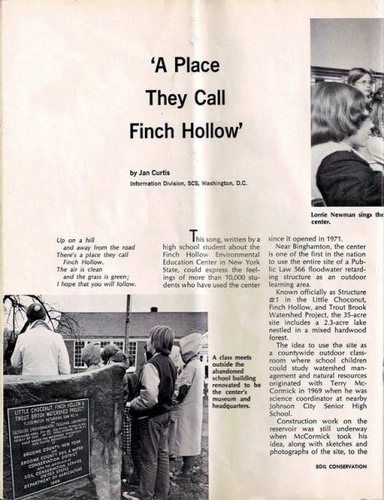 'A Place
They Call
Finch Hollow'
by Jan Curtis
Information Division, SCS, Washington, D.C.
Lorrie Newman sings the
center.
Up on a hill
and away from the road
There's a place they call
Finch Hollow.
The air is clean
and the grass is green;
I hope that you will follow.
This song, written by a
high school student about the
Finch Hollow Environmental
Education Center in New York
State, could express the feel-
ings of more than 10,000 stu-
dents who have used the center
since it opened in 1971.
Near Binghamton, the center
is one of the first in the nation
to use the entire site of a Pub-
lic Law 566 floodwater retard-
ing structure as an outdoor
learning area.
Known officially as Structure
#1 in the Little Choconut,
Finch Hollow, and Trout Brook
Watershed Project, the 35-acre
site includes a 2.3-acre lake
nestled in a mixed hardwood
forest.
The idea to use the site as
a countywide outdoor class-
room where school children
could study watershed man-
agement and natural resources
originated with Terry Mc-
Cormick in 1969 when he was
science coordinator at nearby
Johnson City Senior High
School.
Construction work on the
reservoir was still underway
when McCormick took his
idea, along with sketches and
photographs of the site, to the
A class meets
outside the
abandoned
school building
renovated to be
the center's
museum and
headquarters.
LITTLE CHOCONUT, FINCH HOLLOW &
TROUT BROOK WATERSHED PROJECT
BROOME COUNTY, NEW YORK
BROOME COUNTY SOIL & WATER
CONSERVATION DISTRICT
SOIL CONSERVATION SERVICE
DEPARTMENT OF AGRICULTURE
SOIL CONSERVATION